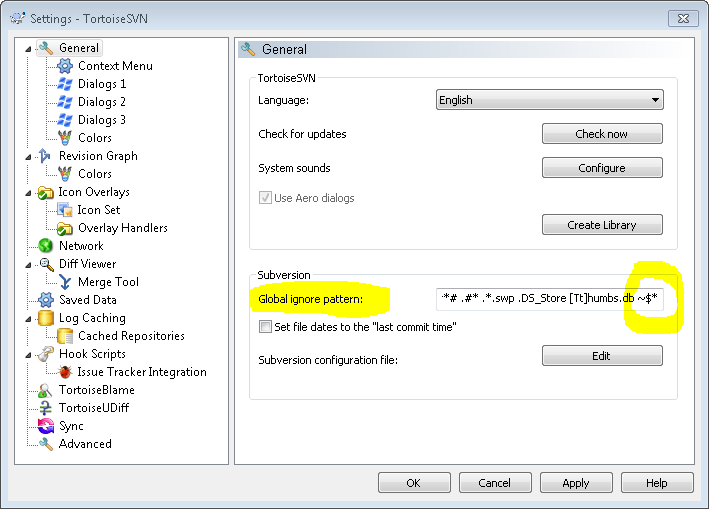 Settings - TortoiseSVN
General
Context Menu
Dialogs 1
Dialogs 2
Dialogs 3
Colors
Revision Graph
Colors
Icon Overlays
Icon Set
Overlay Handlers
Network
Diff Viewer
Merge Tool
Saved Data
Log Caching
Cached Repositories
Hook Scripts
Issue Tracker Integration
TortoiseBlame
TortoiseUDiff
Sync
Advanced
General
TortoiseSVN
Language: English
Check for updates Check now
System sounds Configure
Use Aero dialogs
Create Library
Subversion
Global ignore pattern: *# .#* .*.swp .DS_Store [Tt]humbs.db ~$*
Set file dates to the "last commit time"
Subversion configuration file: Edit
OK Cancel Apply Help